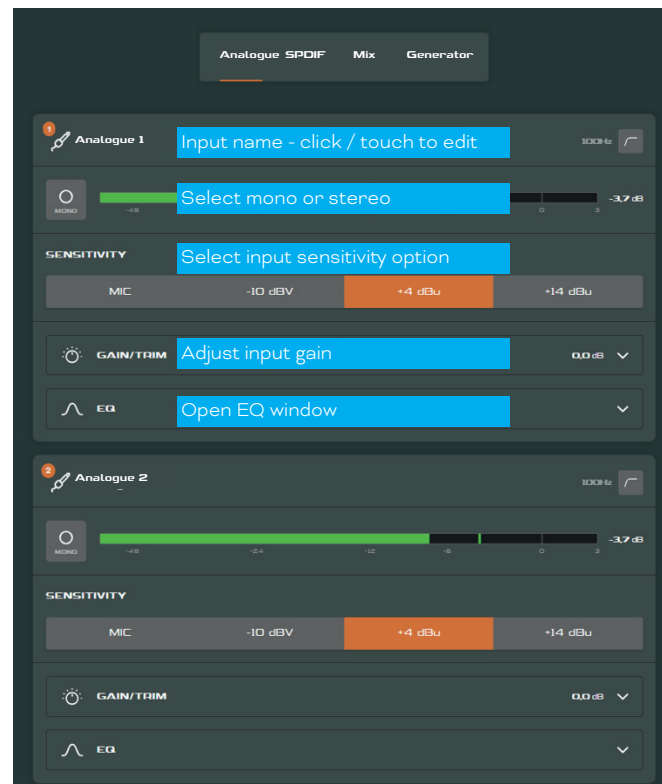 Analogue SPDIF Mix Generator
1
Analogue 1 Input name - click / touch to edit 100Hz
MONO Select mono or stereo -3,7 dB
-48 0 3
SENSITIVITY Select input sensitivity option
MIC -10 dBV +4 dBu +14 dBu
GAIN/TRIM Adjust input gain 0,0 dB
EQ Open EQ window
2
Analogue 2 100Hz
MONO -3,7 dB
-48 -24 -12 -6 0 3
SENSITIVITY
MIC -10 dBV +4 dBu +14 dBu
GAIN/TRIM 0,0 dB
EQ